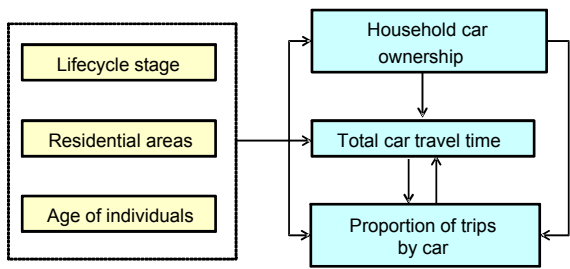 Lifecycle stage
Residential areas
Age of individuals
Household car
ownership
Total car travel time
Proportion of trips
by car